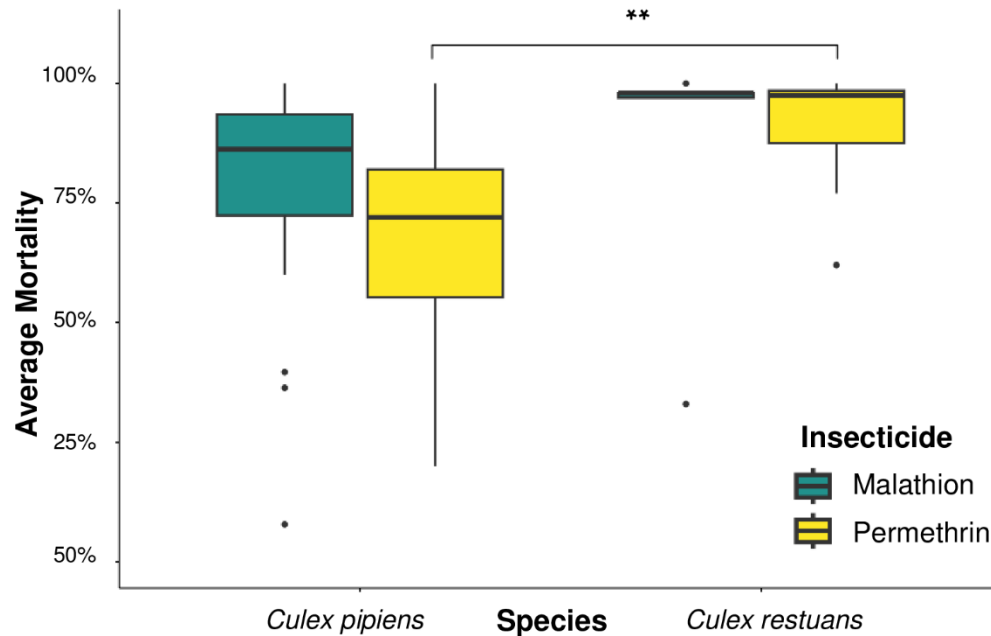 **
100%
75%
50%
25%
50%
Average Mortality
Insecticide
Malathion
Permethrin
Culex pipiens
Species
Culex restuans